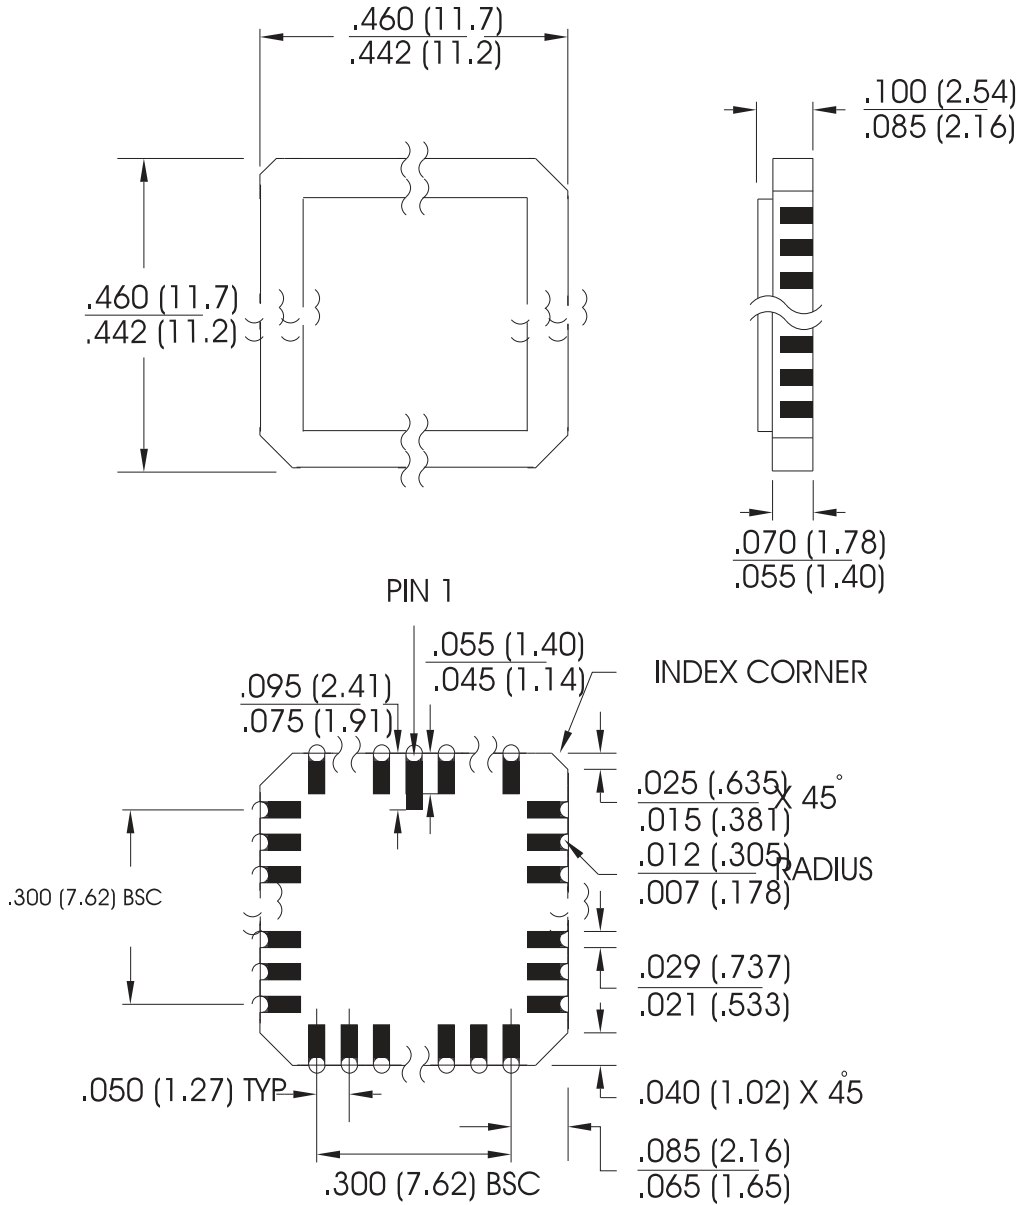 .460 (11.7)
.442 (11.2)
.100 (2.54)
.085 (2.16)
.460 (11.7)
.442 (11.2)
.070 (1.78)
.055 (1.40)
PIN 1
.055 (1.40)
.045 (1.14)
INDEX CORNER
.095 (2.41)
.075 (1.91)
.025 (.635)
.015 (.381)
X 45°
.012 (.305)
.007 (.178)
RADIUS
.300 (7.62) BSC
.029 (.737)
.021 (.533)
.050 (1.27) TYP
.040 (1.02) X 45°
.085 (2.16)
.065 (1.65)
.300 (7.62) BSC